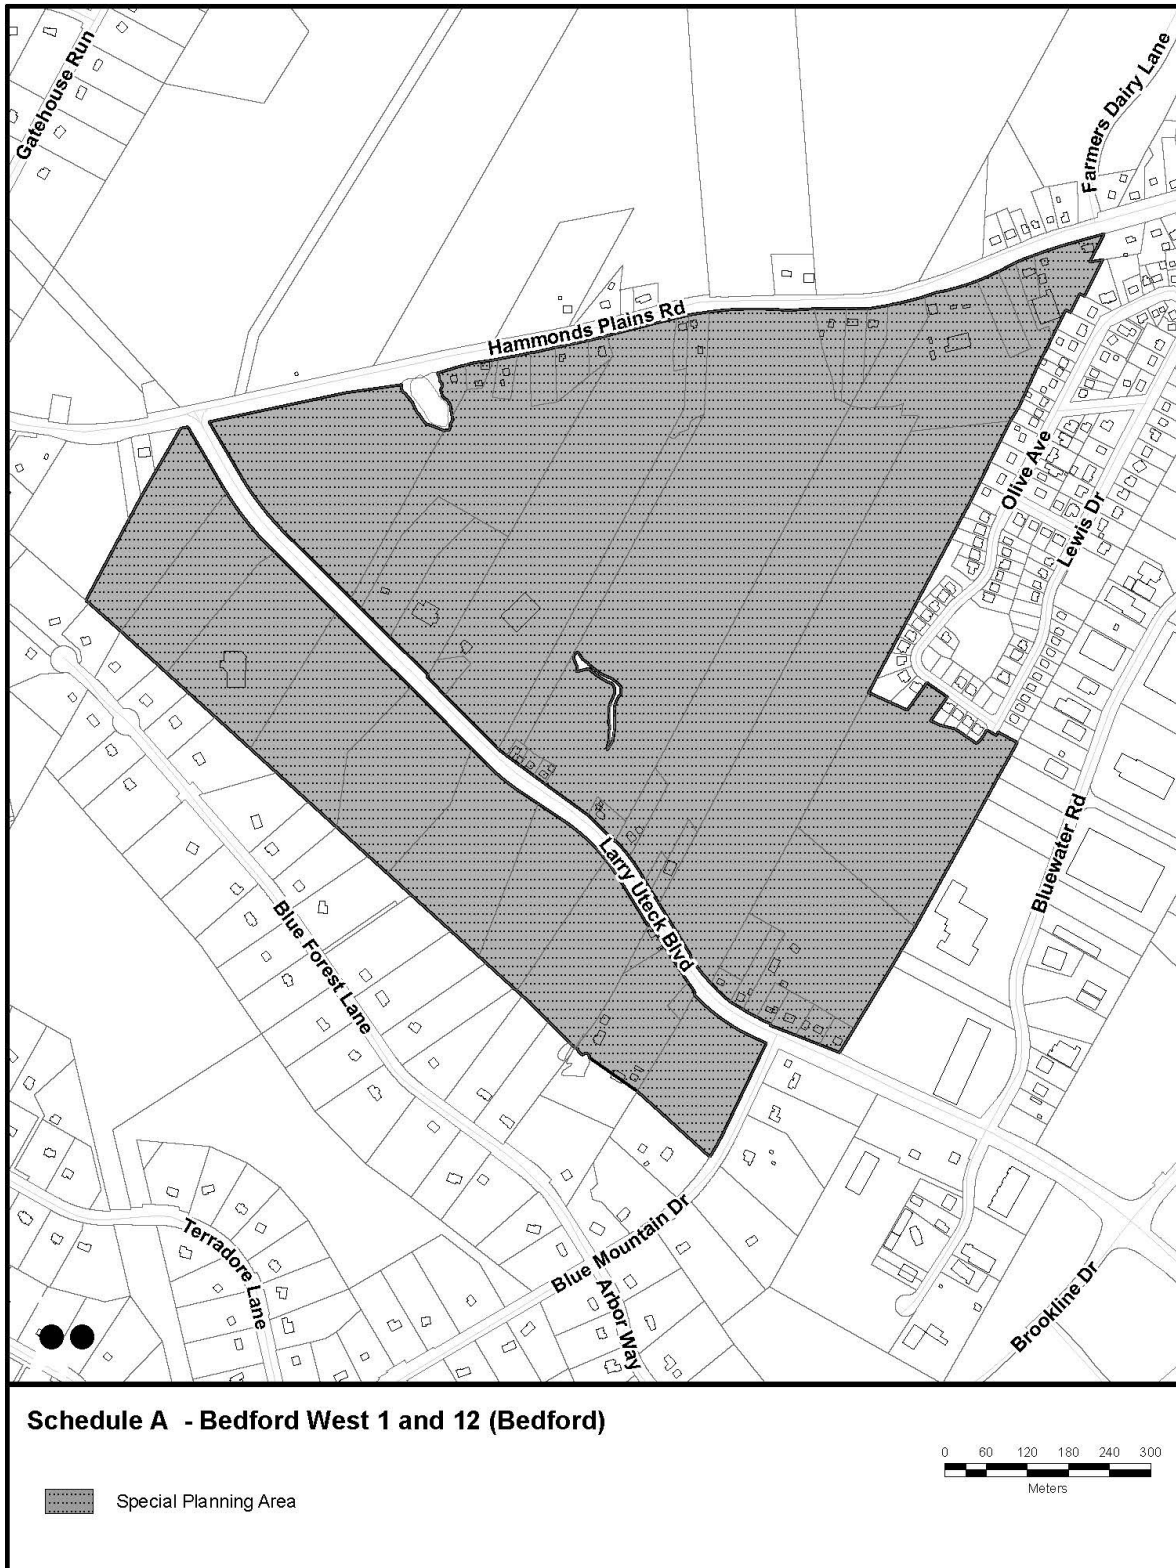 Gatehouse Run
Farmers Dairy Lane
Hammonds Plains Rd
Olive Ave
Lewis Dr
Bluewater Rd
Larry Uteck Blvd
Blue Forest Lane
Terradore Lane
Blue Mountain Dr
Arbor Way
Brookline Dr
Schedule A - Bedford West 1 and 12 (Bedford)
0 60 120 180 240 300
Meters
Special Planning Area